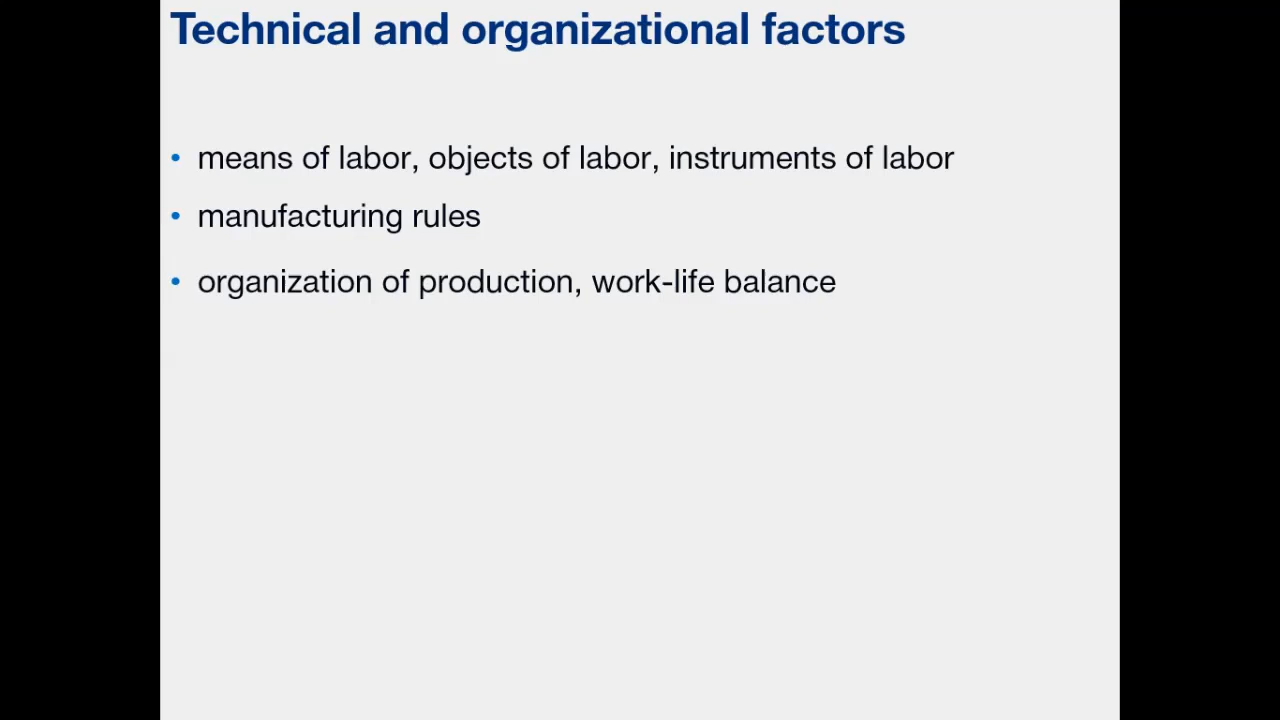 Technical and organizational factors
• means of labor, objects of labor, instruments of labor
• manufacturing rules
• organization of production, work-life balance